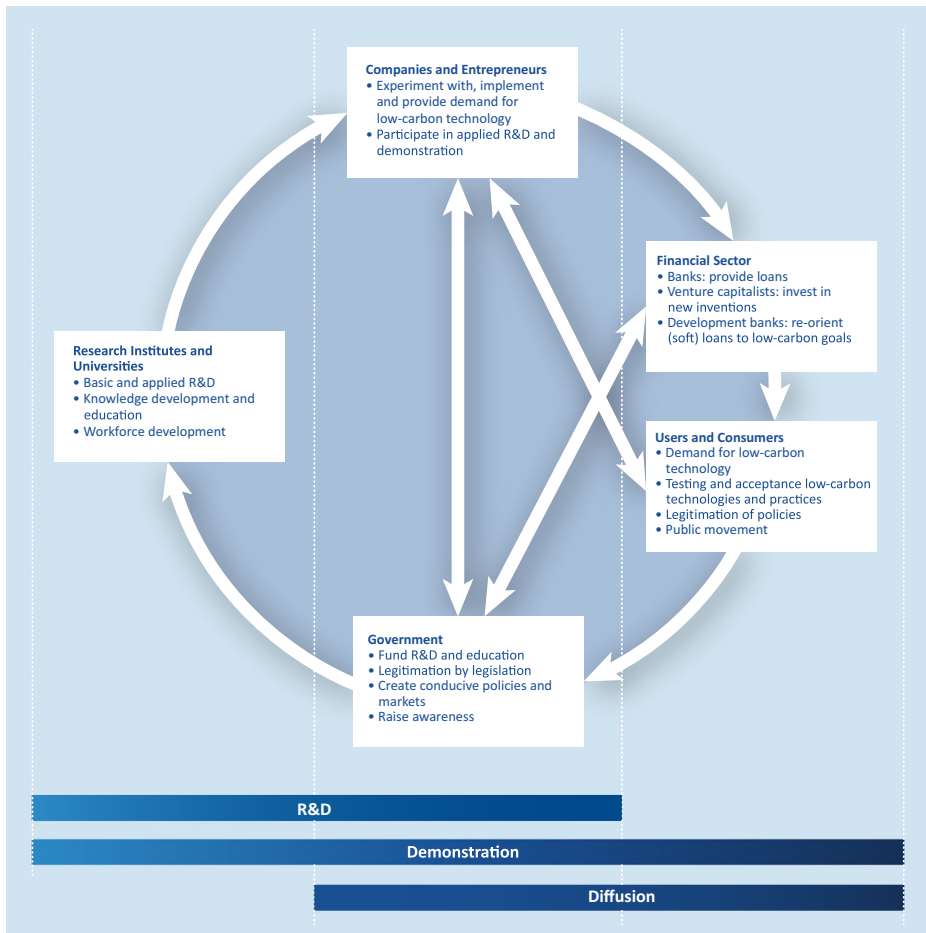 Companies and Entrepreneurs
• Experiment with, implement
and provide demand for
low-carbon technology
• Participate in applied R&D and
demonstration
Financial Sector
• Banks: provide loans
• Venture capitalists: invest in
new inventions
• Development banks: re-orient
(soft) loans to low-carbon goals
Research Institutes and
Universities
• Basic and applied R&D
• Knowledge development and
education
• Workforce development
Users and Consumers
• Demand for low-carbon
technology
• Testing and acceptance low-carbon
technologies and practices
• Legitimation of policies
• Public movement
Government
• Fund R&D and education
• Legitimation by legislation
• Create conducive policies and
markets
• Raise awareness
R&D
Demonstration
Diffusion